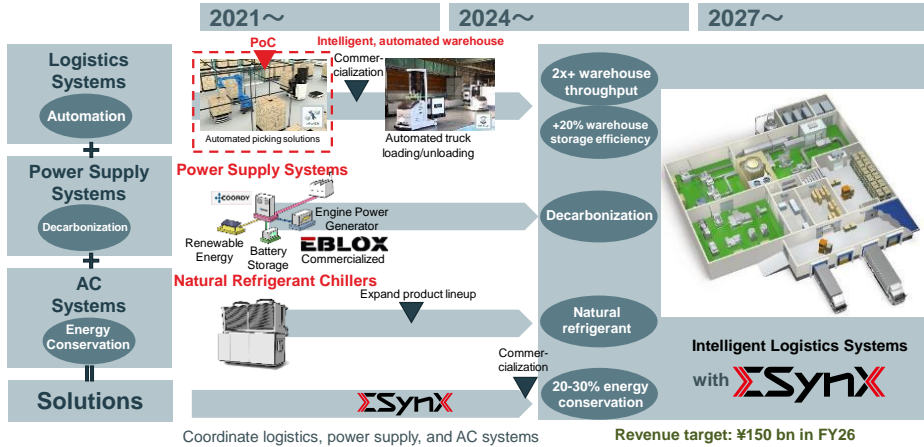 2021～
2024～
2027～
Logistics
Systems
Automation
+
Power Supply
Systems
Decarbonization
+
AC
Systems
Energy
Conservation
Solutions
PoC
Intelligent, automated warehouse
Commer-
cialization
Automated picking solutions
Automated truck
loading/unloading
Power Supply Systems
COORDY
Engine Power
Generator
Renewable
Energy
Battery
Storage
EBLOX
Commercialized
Natural Refrigerant Chillers
Expand product lineup
Commer-
cialization
ΣSynX
Coordinate logistics, power supply, and AC systems
2x+ warehouse
throughput
+20% warehouse
storage efficiency
Decarbonization
Natural
refrigerant
20-30% energy
conservation
Intelligent Logistics Systems
with ΣSynX
Revenue target: ¥150 bn in FY26